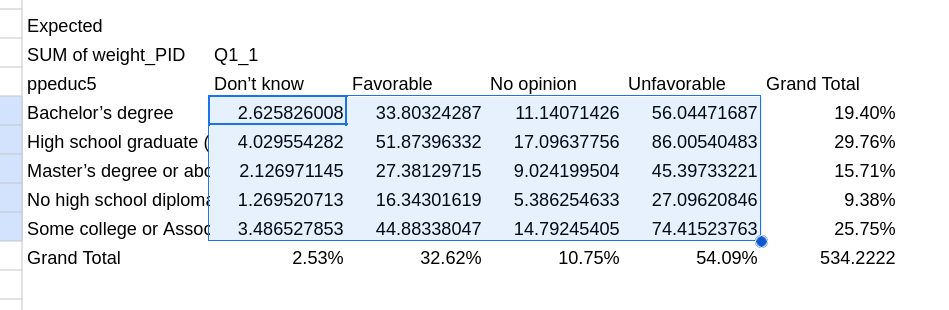 Expected
SUM of weight_PID Q1_1
ppeduc5 Don’t know Favorable No opinion Unfavorable Grand Total
Bachelor’s degree 2.625826008 33.80324287 11.14071426 56.04471687 19.40%
High school graduate ( 4.029554282 51.87396332 17.09637756 86.00540483 29.76%
Master’s degree or abo 2.126971145 27.38129715 9.024199504 45.39733221 15.71%
No high school diploma 1.269520713 16.34301619 5.386254633 27.09620846 9.38%
Some college or Assoc 3.486527853 44.88338047 14.79245405 74.41523763 25.75%
Grand Total 2.53% 32.62% 10.75% 54.09% 534.2222